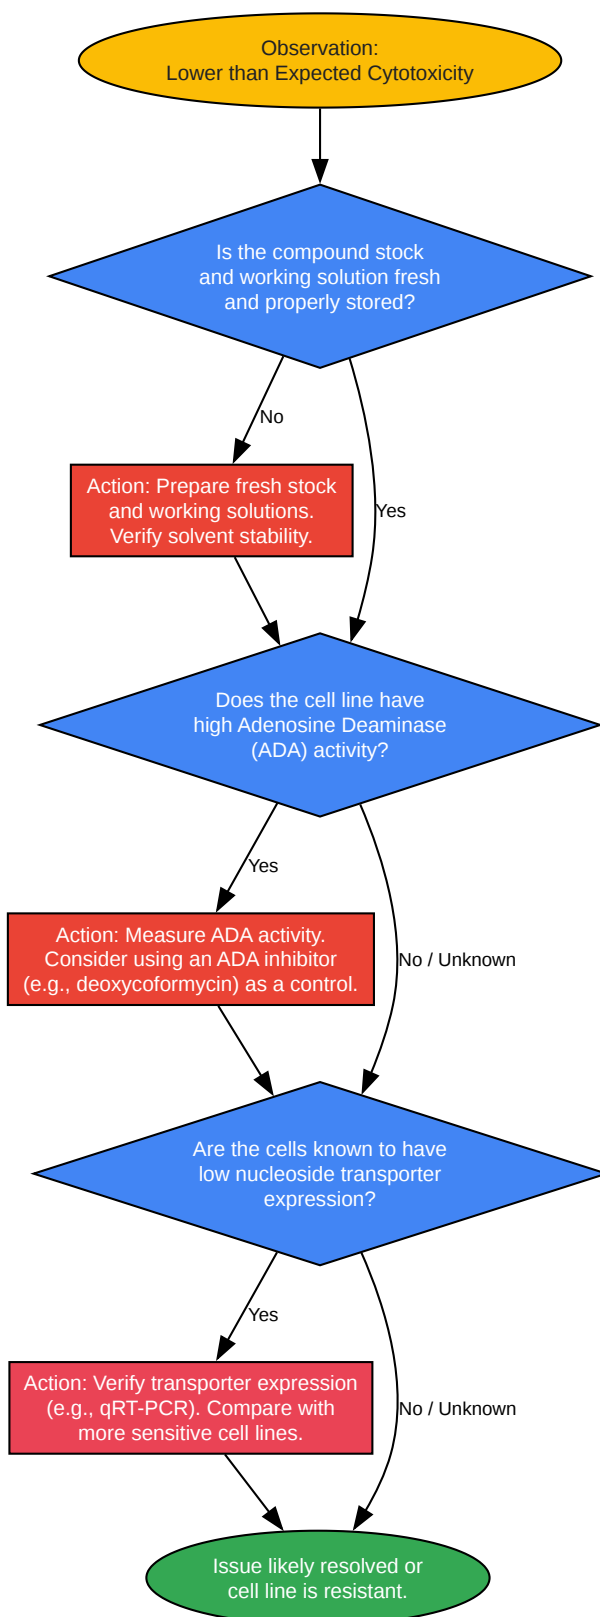 Observation:
Lower than Expected Cytotoxicity
Is the compound stock
and working solution fresh
and properly stored?
No
Action: Prepare fresh stock
and working solutions.
Verify solvent stability.
Yes
Does the cell line have
high Adenosine Deaminase
(ADA) activity?
Yes
Action: Measure ADA activity.
Consider using an ADA inhibitor
(e.g., deoxycoformycin) as a control.
No / Unknown
Are the cells known to have
low nucleoside transporter
expression?
Yes
Action: Verify transporter expression
(e.g., qRT-PCR). Compare with
more sensitive cell lines.
No / Unknown
Issue likely resolved or
cell line is resistant.